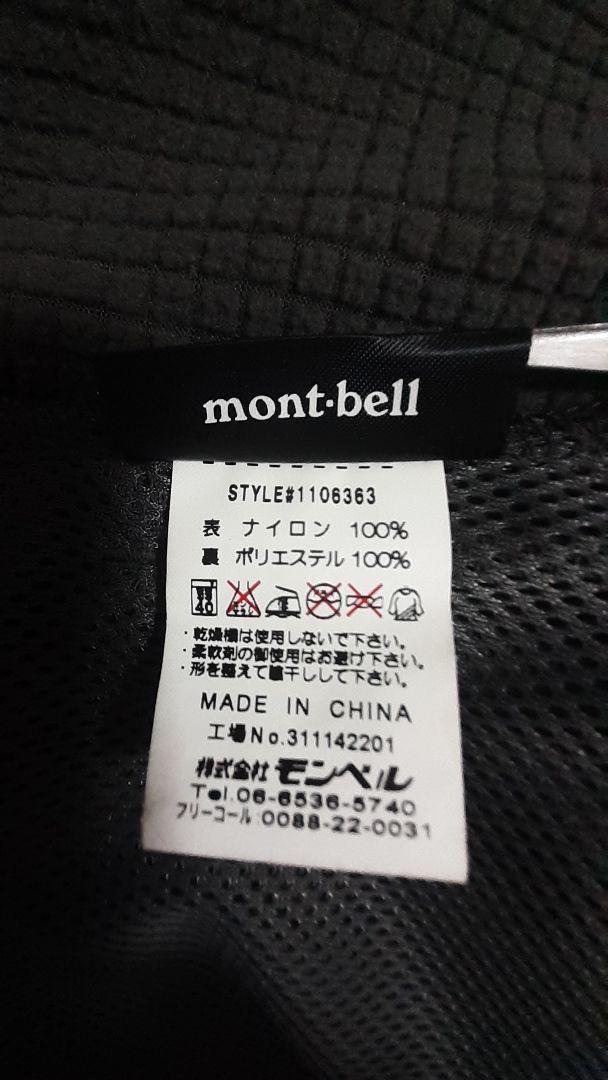 mont·bell
STYLE#1106363
表 ナイロン 100%
裏 ポリエステル 100%
40
・乾燥機は使用しないで下さい。
・柔軟剤の御使用はお避け下さい。
・形を整えて陰干しして下さい。
MADE IN CHINA
工場No.311142201
株式会社 モンベル
Tel.06-6536-5740
フリーコール:0088-22-0031